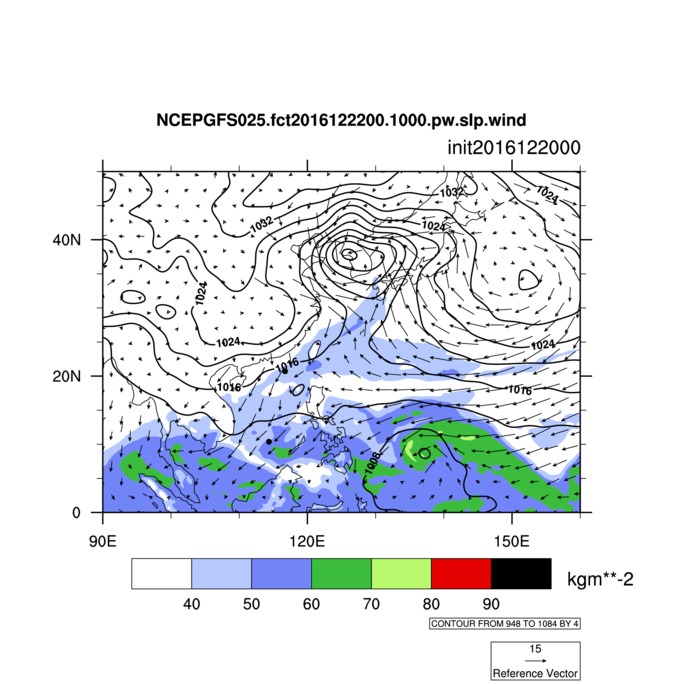 NCEPGFS025.fct2016122200.1000.pw.slp.wind
init2016122000
1032
1024
1032
1024
40N
1024
1024
1024
1016
20N
1016
1016
1008
0
90E 120E 150E
kgm**-2
40 50 60 70 80 90
CONTOUR FROM 948 TO 1084 BY 4
15
Reference Vector